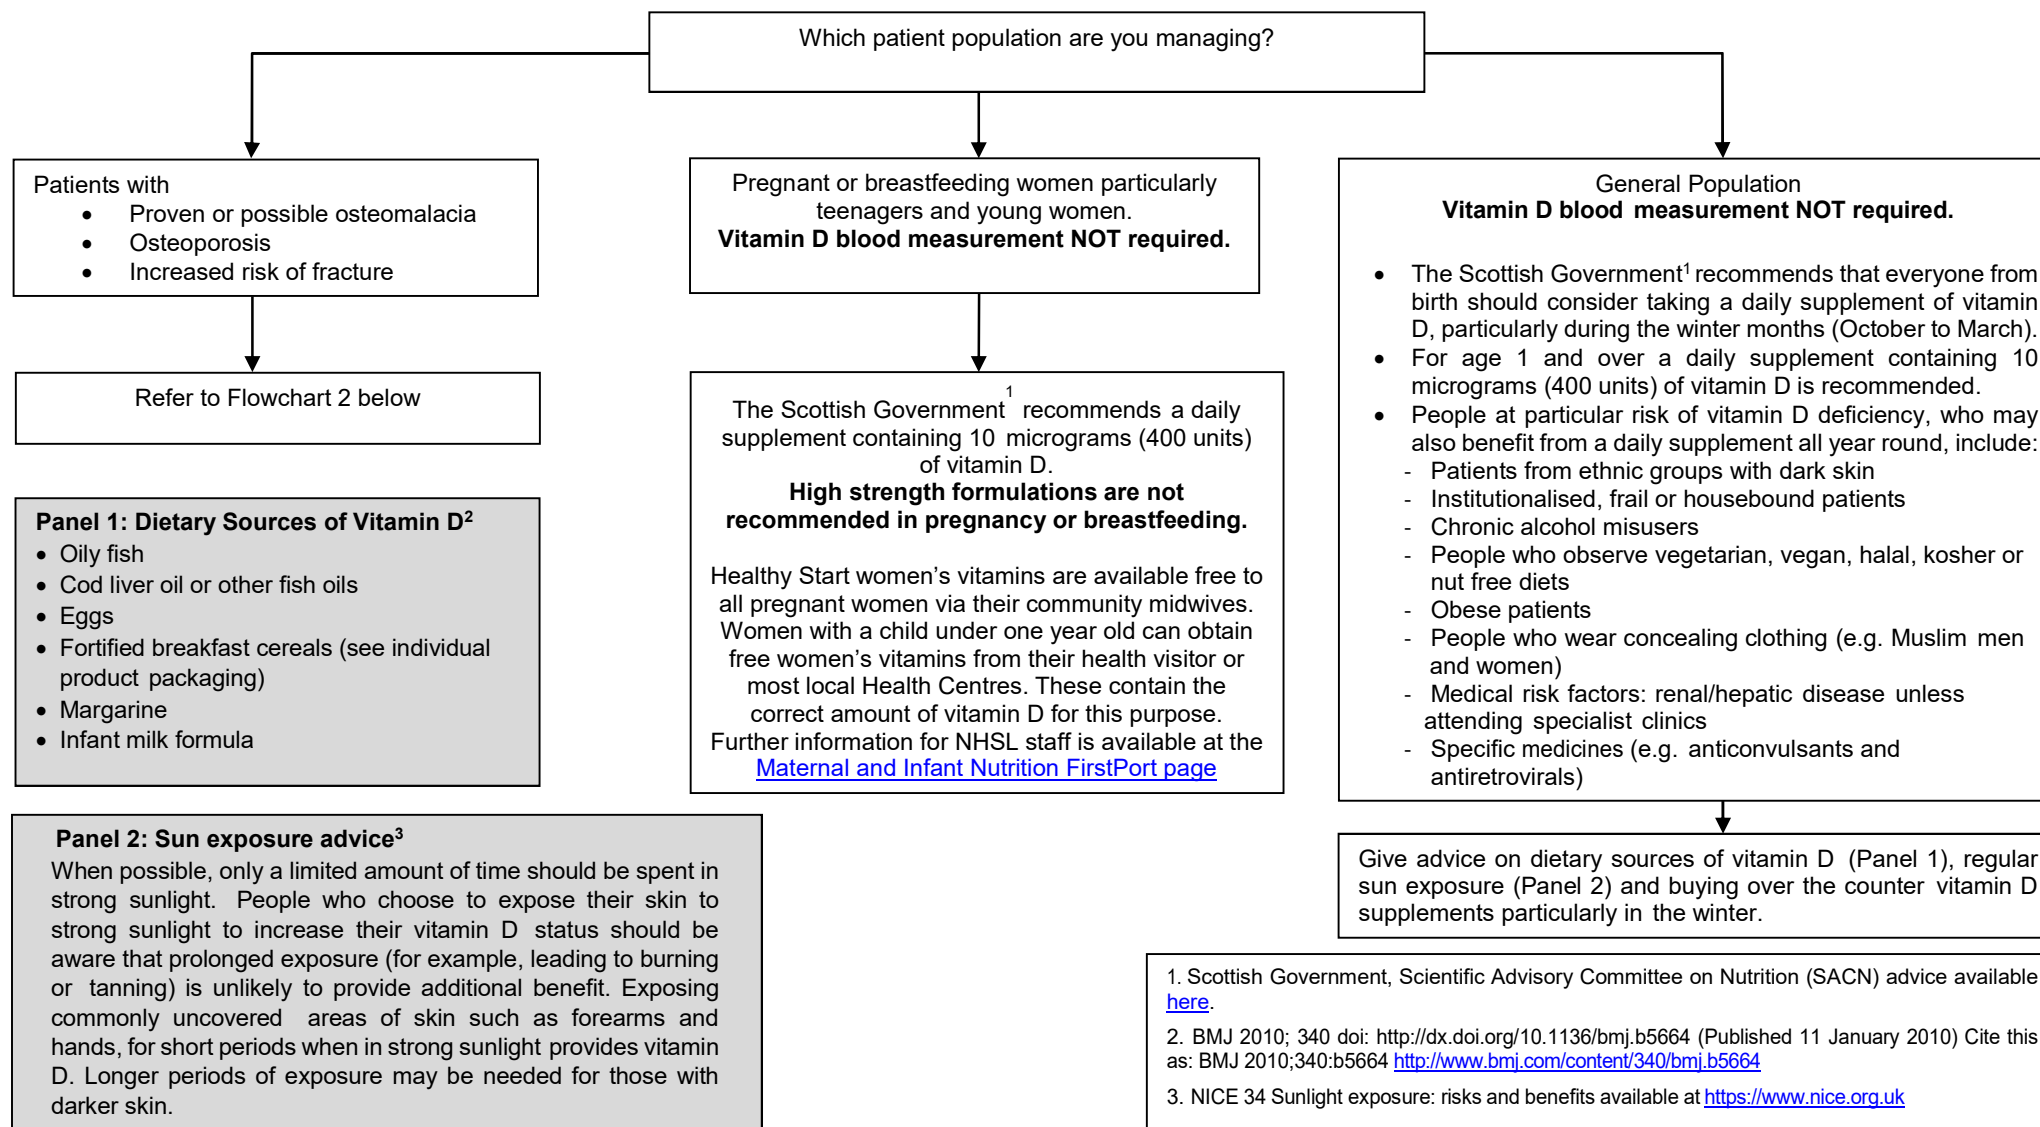 Which patient population are you managing?
Patients with
• Proven or possible osteomalacia
• Osteoporosis
• Increased risk of fracture
Refer to Flowchart 2 below
Panel 1: Dietary Sources of Vitamin D2
• Oily fish
• Cod liver oil or other fish oils
• Eggs
• Fortified breakfast cereals (see individual
product packaging)
• Margarine
• Infant milk formula
Panel 2: Sun exposure advice3
When possible, only a limited amount of time should be spent in
strong sunlight. People who choose to expose their skin to
strong sunlight to increase their vitamin D status should be
aware that prolonged exposure (for example, leading to burning
or tanning) is unlikely to provide additional benefit. Exposing
commonly uncovered areas of skin such as forearms and
hands, for short periods when in strong sunlight provides vitamin
D. Longer periods of exposure may be needed for those with
darker skin.
Pregnant or breastfeeding women particularly
teenagers and young women.
Vitamin D blood measurement NOT required.
The Scottish Government1 recommends a daily
supplement containing 10 micrograms (400 units)
of vitamin D.
High strength formulations are not
recommended in pregnancy or breastfeeding.
Healthy Start women's vitamins are available free to
all pregnant women via their community midwives.
Women with a child under one year old can obtain
free women's vitamins from their health visitor or
most local Health Centres. These contain the
correct amount of vitamin D for this purpose.
Further information for NHSL staff is available at the
Maternal and Infant Nutrition FirstPort page
General Population
Vitamin D blood measurement NOT required.
• The Scottish Government1 recommends that everyone from
birth should consider taking a daily supplement of vitamin
D, particularly during the winter months (October to March).
• For age 1 and over a daily supplement containing 10
micrograms (400 units) of vitamin D is recommended.
• People at particular risk of vitamin D deficiency, who may
also benefit from a daily supplement all year round, include:
- Patients from ethnic groups with dark skin
- Institutionalised, frail or housebound patients
- Chronic alcohol misusers
- People who observe vegetarian, vegan, halal, kosher or
nut free diets
- Obese patients
- People who wear concealing clothing (e.g. Muslim men
and women)
- Medical risk factors: renal/hepatic disease unless
attending specialist clinics
- Specific medicines (e.g. anticonvulsants and
antiretrovirals)
Give advice on dietary sources of vitamin D (Panel 1), regular
sun exposure (Panel 2) and buying over the counter vitamin D
supplements particularly in the winter.
1. Scottish Government, Scientific Advisory Committee on Nutrition (SACN) advice available
here.
2. BMJ 2010; 340 doi: http://dx.doi.org/10.1136/bmj.b5664 (Published 11 January 2010) Cite this
as: BMJ 2010;340:b5664 http://www.bmj.com/content/340/bmj.b5664
3. NICE 34 Sunlight exposure: risks and benefits available at https://www.nice.org.uk